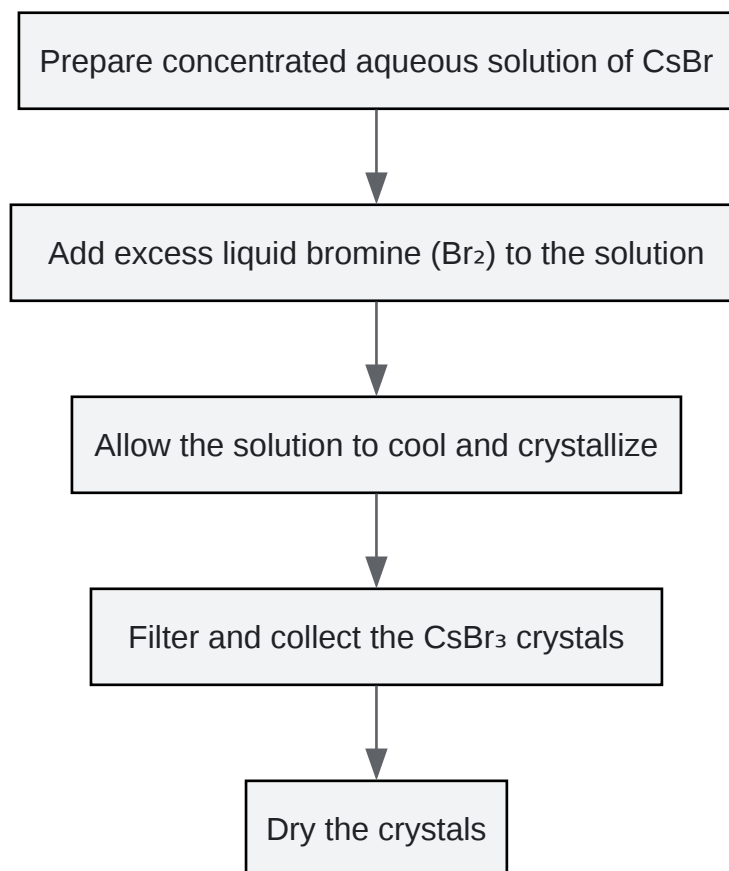 Prepare concentrated aqueous solution of CsBr
Add excess liquid bromine (Br₂) to the solution
Allow the solution to cool and crystallize
Filter and collect the CsBr₃ crystals
Dry the crystals